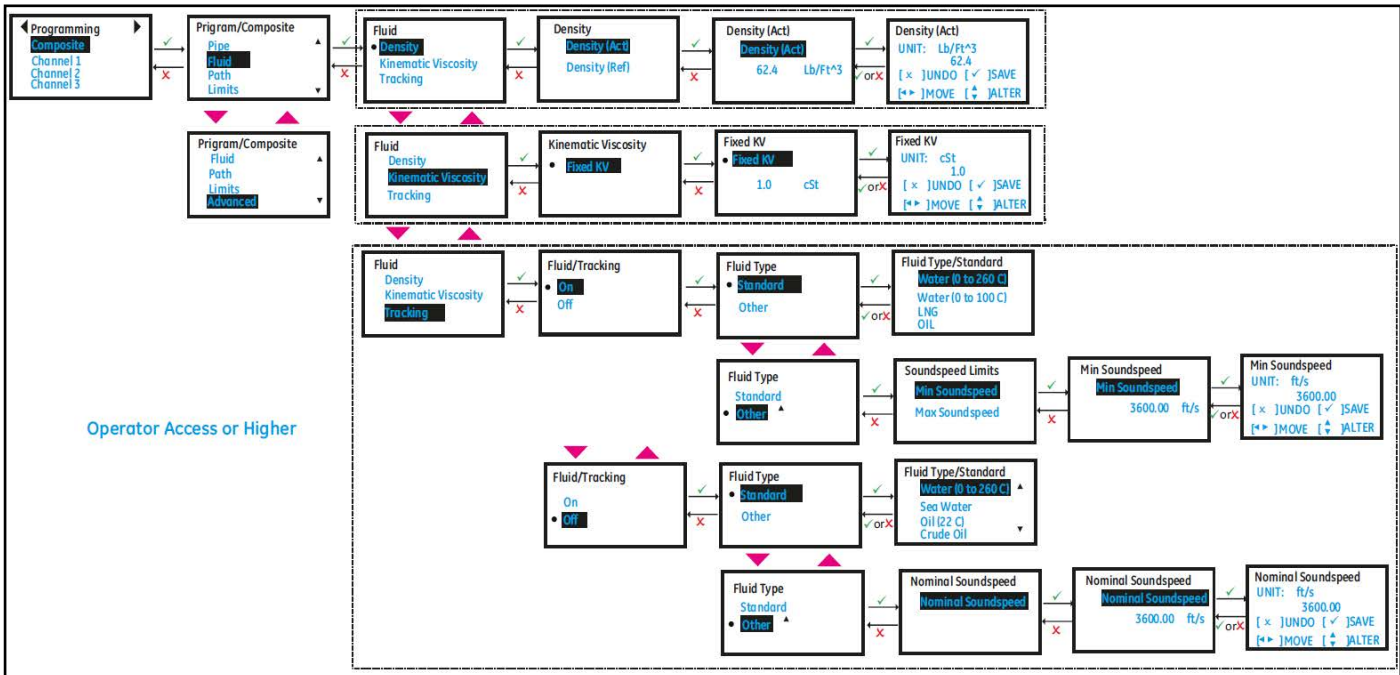 Programming
Composite
Channel 1
Channel 2
Channel 3
Prigram/Composite
Pipe
Fluid
Path
Limits
Fluid
Density
Kinematic Viscosity
Tracking
Density
Density (Act)
Density (Ref)
Density (Act)
Density (Act)
62.4 Lb/Ft^3
Density (Act)
UNIT: Lb/Ft^3
62.4
[ x ]UNDO [ ✓ ]SAVE
[◄ ► ]MOVE [ ▲▼ ]ALTER
✓orX
Prigram/Composite
Fluid
Path
Limits
Advanced
Fluid
Density
Kinematic Viscosity
Tracking
Kinematic Viscosity
• Fixed KV
Fixed KV
• Fixed KV
1.0 cSt
Fixed KV
UNIT: cSt
1.0
[ x ]UNDO [ ✓ ]SAVE
[◄ ► ]MOVE [ ▲▼ ]ALTER
✓orX
Fluid
Density
Kinematic Viscosity
Tracking
Fluid/Tracking
• On
Off
Fluid Type
• Standard
Other
Fluid Type/Standard
Water (0 to 260 C)
Water (0 to 100 C)
LNG
OIL
✓orX
Fluid Type
Standard
• Other
Soundspeed Limits
Min Soundspeed
Max Soundspeed
Min Soundspeed
Min Soundspeed
3600.00 ft/s
Min Soundspeed
UNIT: ft/s
3600.00
[ x ]UNDO [ ✓ ]SAVE
[◄ ► ]MOVE [ ▲▼ ]ALTER
✓orX
Operator Access or Higher
Fluid/Tracking
On
• Off
Fluid Type
• Standard
Other
Fluid Type/Standard
Water (0 to 260 C)
Sea Water
Oil (22 C)
Crude Oil
✓orX
Fluid Type
Standard
• Other
Nominal Soundspeed
Nominal Soundspeed
Nominal Soundspeed
Nominal Soundspeed
3600.00 ft/s
Nominal Soundspeed
UNIT: ft/s
3600.00
[ x ]UNDO [ ✓ ]SAVE
[◄ ► ]MOVE [ ▲▼ ]ALTER
✓orX